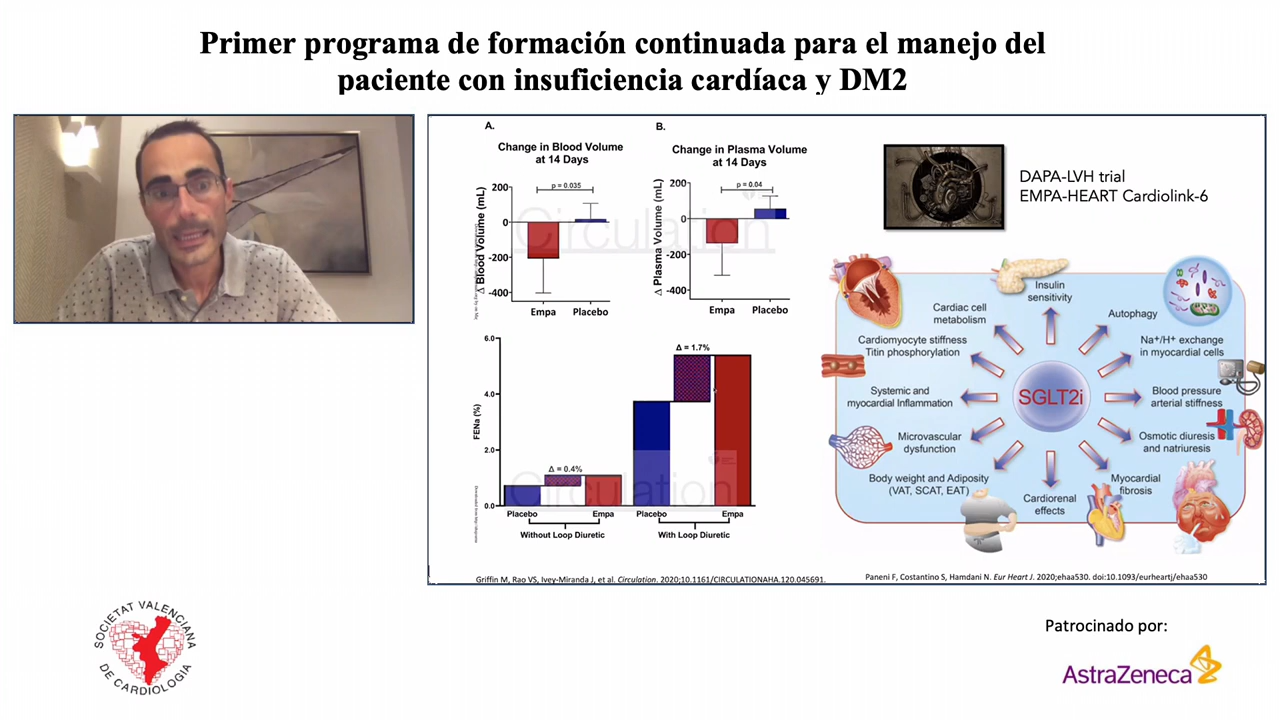 Primer programa de formación continuada para el manejo del
paciente con insuficiencia cardíaca y DM2
A.
Change in Blood Volume
at 14 Days
Δ Blood Volume (mL)
200
0
-200
-400
p = 0.035
Empa
Placebo
B.
Change in Plasma Volume
at 14 Days
Δ Plasma Volume (mL)
200
0
-200
-400
p = 0.04
Empa
Placebo
Circulation
FENa (%)
6.0
4.0
2.0
0.0
Δ = 0.4%
Δ = 1.7%
Placebo
Empa
Placebo
Empa
Without Loop Diuretic
With Loop Diuretic
Circulation
Griffin M, Rao VS, Ivey-Miranda J, et al. Circulation. 2020;10.1161/CIRCULATIONAHA.120.045691.
DAPA-LVH trial
EMPA-HEART Cardiolink-6
Insulin
sensitivity
Autophagy
Na+/H+ exchange
in myocardial cells
Blood pressure
arterial stiffness
Osmotic diuresis
and natriuresis
Myocardial
fibrosis
Cardiorenal
effects
Body weight and Adiposity
(VAT, SCAT, EAT)
Microvascular
dysfunction
Systemic and
myocardial Inflammation
Cardiomyocyte stiffness
Titin phosphorylation
Cardiac cell
metabolism
SGLT2i
Paneni F, Costantino S, Hamdani N. Eur Heart J. 2020;ehaa530. doi:10.1093/eurheartj/ehaa530
SOCIETAT VALENCIANA
DE CARDIOLOGIA
Patrocinado por:
AstraZeneca